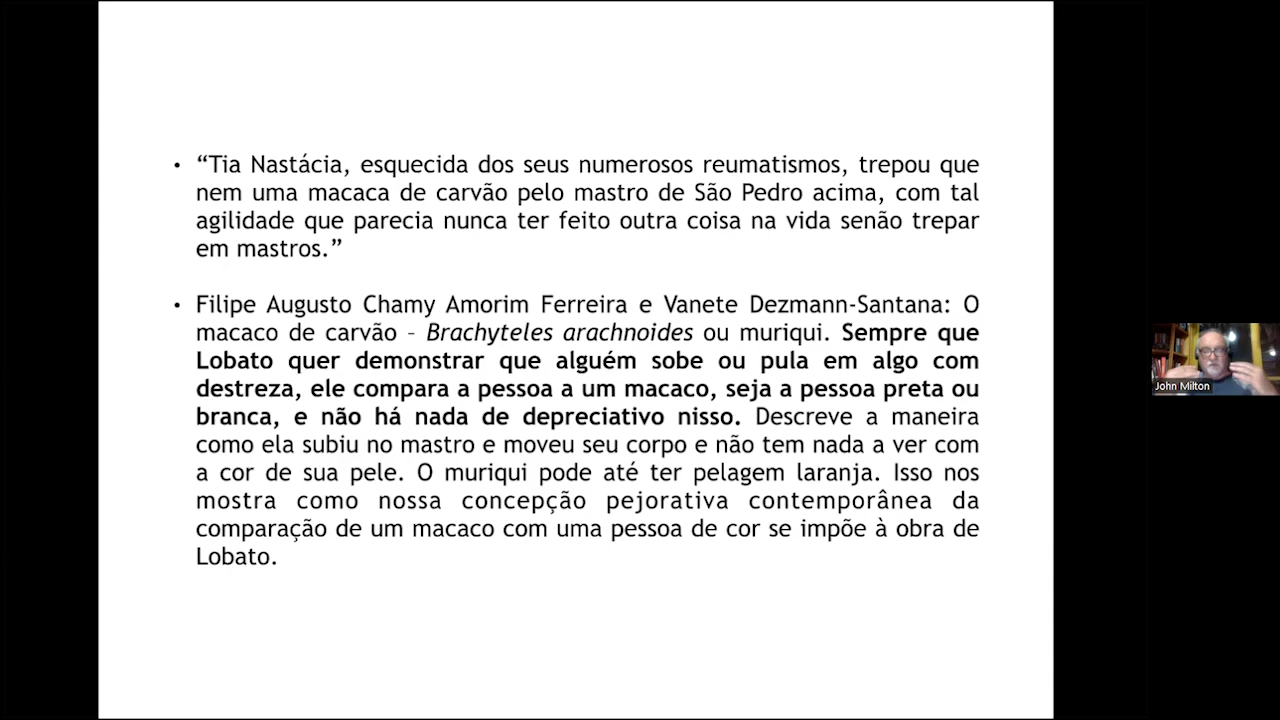 • “Tia Nastácia, esquecida dos seus numerosos reumatismos, trepou que
nem uma macaca de carvão pelo mastro de São Pedro acima, com tal
agilidade que parecia nunca ter feito outra coisa na vida senão trepar
em mastros.”
• Filipe Augusto Chamy Amorim Ferreira e Vanete Dezmann-Santana: O
macaco de carvão – Brachyteles arachnoides ou muriqui. Sempre que
Lobato quer demonstrar que alguém sobe ou pula em algo com
destreza, ele compara a pessoa a um macaco, seja a pessoa preta ou
branca, e não há nada de depreciativo nisso. Descreve a maneira
como ela subiu no mastro e moveu seu corpo e não tem nada a ver com
a cor de sua pele. O muriqui pode até ter pelagem laranja. Isso nos
mostra como nossa concepção pejorativa contemporânea da
comparação de um macaco com uma pessoa de cor se impõe à obra de
Lobato.
John Milton